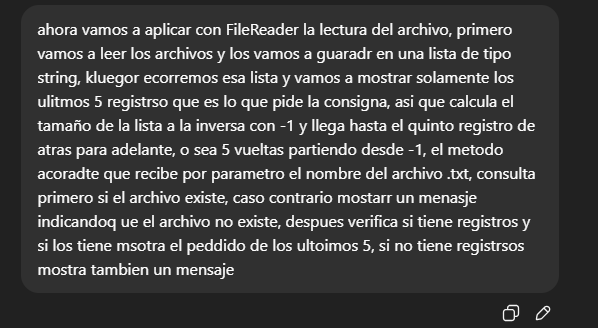 ahora vamos a aplicar con FileReader la lectura del archivo, primero
vamos a leer los archivos y los vamos a guaradr en una lista de tipo
string, kluegor ecorremos esa lista y vamos a mostrar solamente los
ulitmos 5 registrso que es lo que pide la consigna, asi que calcula el
tamaño de la lista a la inversa con -1 y llega hasta el quinto registro de
atras para adelante, o sea 5 vueltas partiendo desde -1, el metodo
acoradte que recibe por parametro el nombre del archivo .txt, consulta
primero si el archivo existe, caso contrario mostarr un menasje
indicandoq ue el archivo no existe, despues verifica si tiene registros y
si los tiene msotra el peddido de los ultoimos 5, si no tiene registrsos
mostra tambien un mensaje